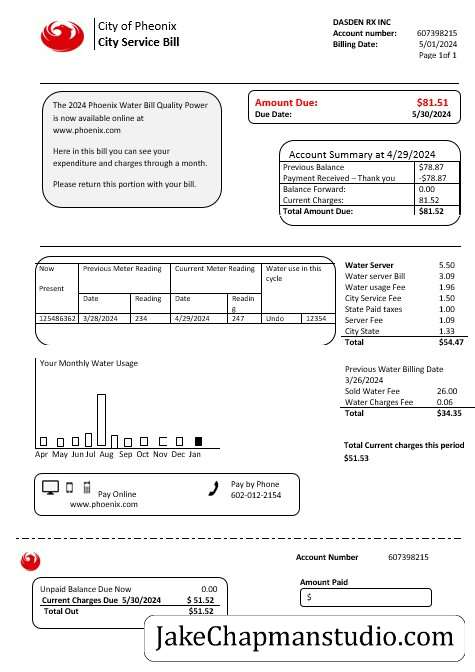 City of Pheonix
City Service Bill
DASDEN RX INC
Account number: 607398215
Billing Date: 5/01/2024
Page 1of 1
The 2024 Phoenix Water Bill Quality Power
is now available online at
www.phoenix.com
Here in this bill you can see your
expenditure and charges through a month.
Please return this portion with your bill.
Amount Due: $81.51
Due Date: 5/30/2024
Account Summary at 4/29/2024
Previous Balance $78.87
Payment Received – Thank you -$78.87
Balance Forward: 0.00
Current Charges: 81.52
Total Amount Due: $81.52
Now Previous Meter Reading Cuurrent Meter Reading Water use in this
cycle
Present
Date Reading Date Readin
g
125486362 3/28/2024 234 4/29/2024 247 Undo 12354
Water Server 5.50
Water server Bill 3.09
Water usage Fee 1.96
City Service Fee 1.50
State Paid taxes 1.00
Server Fee 1.09
City State 1.33
Total $54.47
Your Monthly Water Usage
Apr May Jun Jul Aug Sep Oct Nov Dec Jan
Previous Water Billing Date
3/26/2024
Sold Water Fee 26.00
Water Charges Fee 0.06
Total $34.35
Total Current charges this period
$51.53
Pay Online
www.phoenix.com
Pay by Phone
602-012-2154
Account Number 607398215
Unpaid Balance Due Now 0.00
Current Charges Due 5/30/2024 $ 51.52
Total Out $51.52
Amount Paid
$
JakeChapmanstudio.com